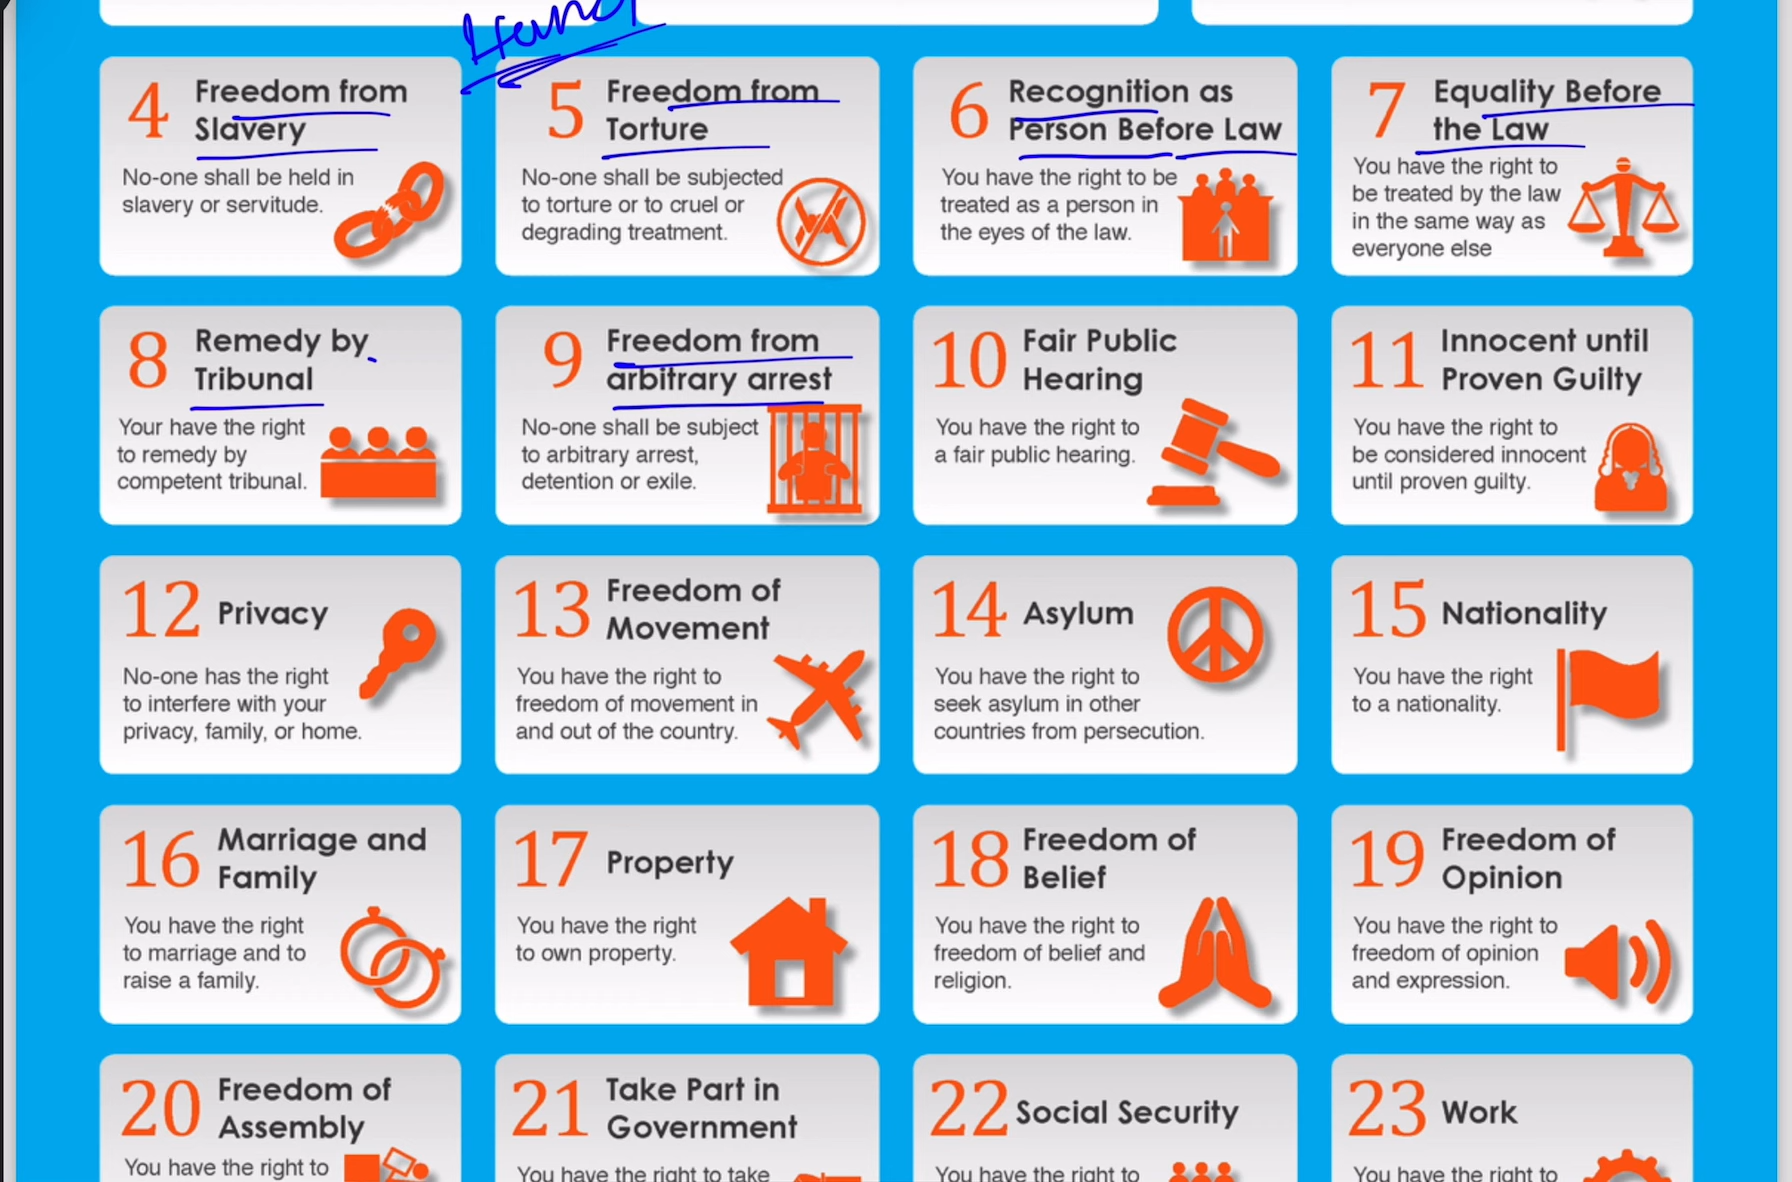 4 Freedom from
Slavery
No-one shall be held in
slavery or servitude.
5 Freedom from
Torture
No-one shall be subjected
to torture or to cruel or
degrading treatment.
6 Recognition as
Person Before Law
You have the right to be
treated as a person in
the eyes of the law.
7 Equality Before
the Law
You have the right to
be treated by the law
in the same way as
everyone else
8 Remedy by
Tribunal
Your have the right
to remedy by
competent tribunal.
9 Freedom from
arbitrary arrest
No-one shall be subject
to arbitrary arrest,
detention or exile.
10 Fair Public
Hearing
You have the right to
a fair public hearing.
11 Innocent until
Proven Guilty
You have the right to
be considered innocent
until proven guilty.
12 Privacy
No-one has the right
to interfere with your
privacy, family, or home.
13 Freedom of
Movement
You have the right to
freedom of movement in
and out of the country.
14 Asylum
You have the right to
seek asylum in other
countries from persecution.
15 Nationality
You have the right
to a nationality.
16 Marriage and
Family
You have the right
to marriage and to
raise a family.
17 Property
You have the right
to own property.
18 Freedom of
Belief
You have the right to
freedom of belief and
religion.
19 Freedom of
Opinion
You have the right to
freedom of opinion
and expression.
20 Freedom of
Assembly
You have the right to
21 Take Part in
Government
You have the right to take
22 Social Security
You have the right to
23 Work
You have the right to